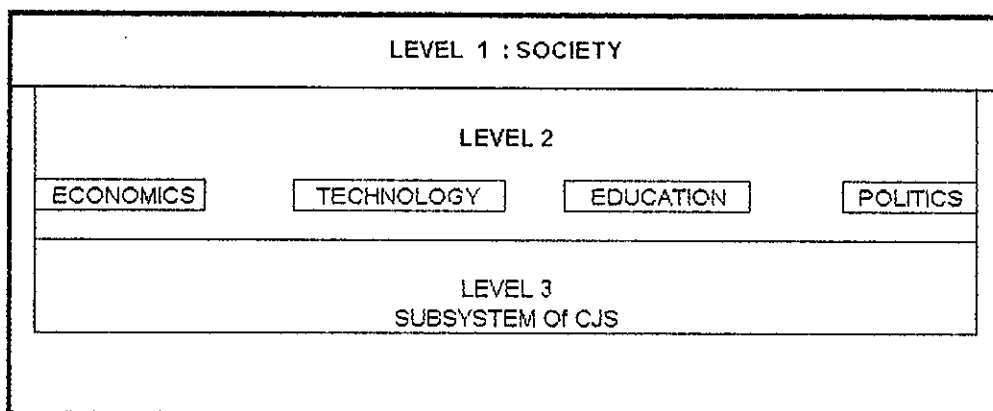 LEVEL 1 : SOCIETY
LEVEL 2
ECONOMICS TECHNOLOGY EDUCATION POLITICS
LEVEL 3
SUBSYSTEM Of CJS